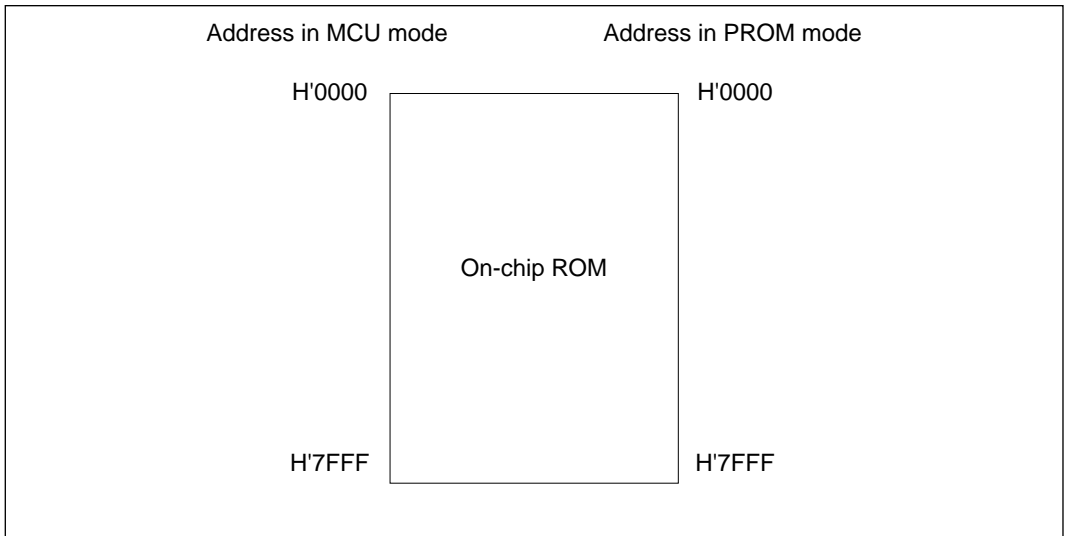 Address in MCU mode Address in PROM mode
H'0000 H'0000
On-chip ROM
H'7FFF H'7FFF